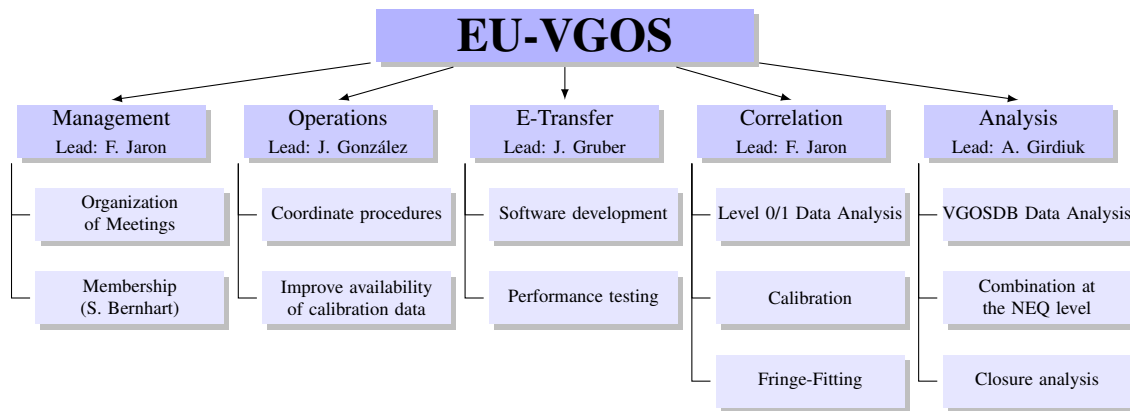 EU-VGOS
Management
Lead: F. Jaron
Organization
of Meetings
Membership
(S. Bernhart)
Operations
Lead: J. González
Coordinate procedures
Improve availability
of calibration data
E-Transfer
Lead: J. Gruber
Software development
Performance testing
Correlation
Lead: F. Jaron
Level 0/1 Data Analysis
Calibration
Fringe-Fitting
Analysis
Lead: A. Girdiuk
VGOSDB Data Analysis
Combination at
the NEQ level
Closure analysis